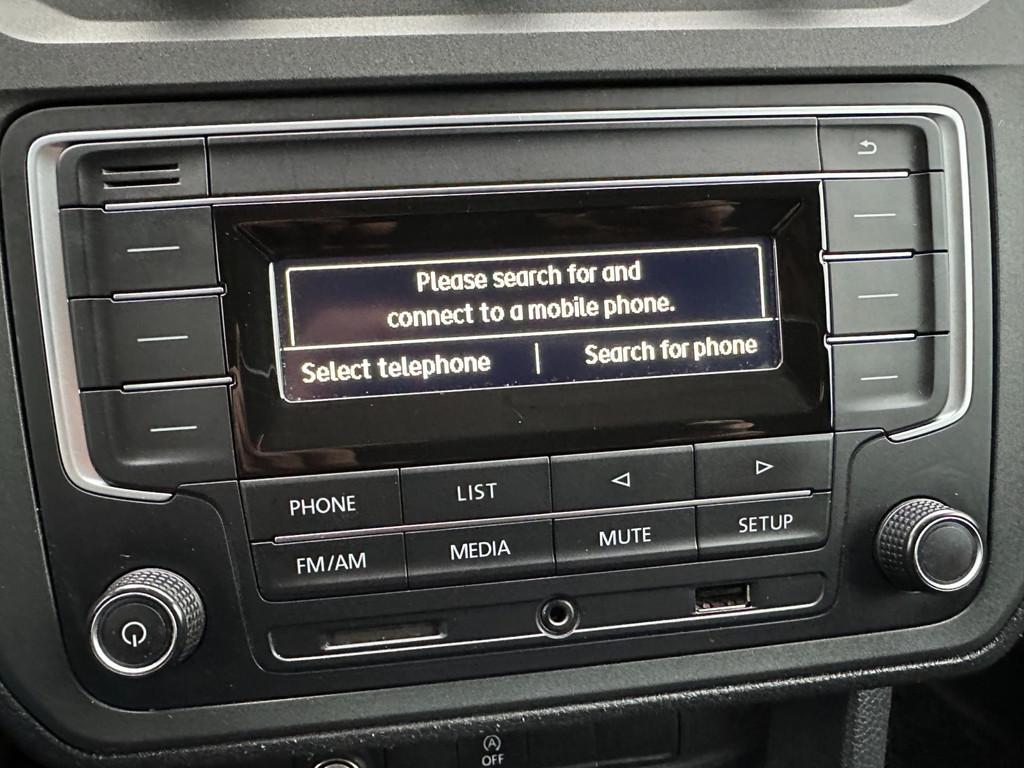 Please search for and
connect to a mobile phone.
Select telephone | Search for phone
PHONE LIST
FM/AM MEDIA MUTE SETUP
A
OFF